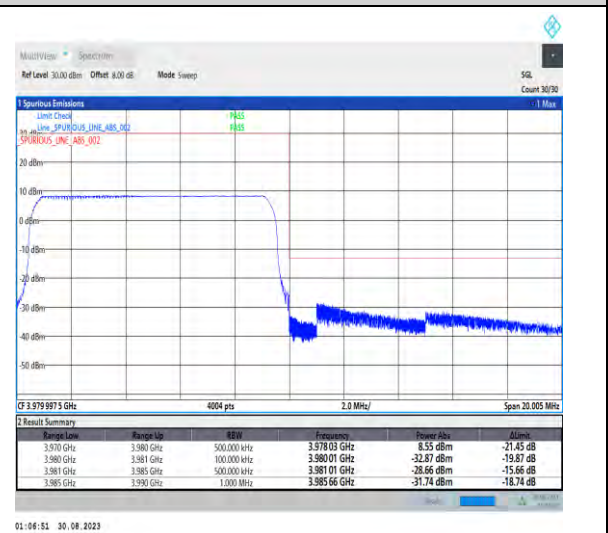 MultiView Spectrum
Ref Level 30.00 dBm Offset 8.00 dB Mode Sweep SGL
Count 30/30
1 Spurious Emissions 1 Max
Limit Check PASS
Line _SPURIOUS_LINE_ABS_002 PASS
_SPURIOUS_LINE_ABS_002
20 dBm
10 dBm
0 dBm
-10 dBm
-20 dBm
-30 dBm
-40 dBm
-50 dBm
CF 3.979 997 5 GHz 4004 pts 2.0 MHz/ Span 20.005 MHz
2 Result Summary
Range Low Range Up RBW Frequency Power Abs ΔLimit
3.970 GHz 3.980 GHz 500.000 kHz 3.978 03 GHz 8.55 dBm -21.45 dB
3.980 GHz 3.981 GHz 100.000 kHz 3.980 01 GHz -32.87 dBm -19.87 dB
3.981 GHz 3.985 GHz 500.000 kHz 3.981 01 GHz -28.66 dBm -15.66 dB
3.985 GHz 3.990 GHz 1.000 MHz 3.985 66 GHz -31.74 dBm -18.74 dB
01:06:51 30.08.2023